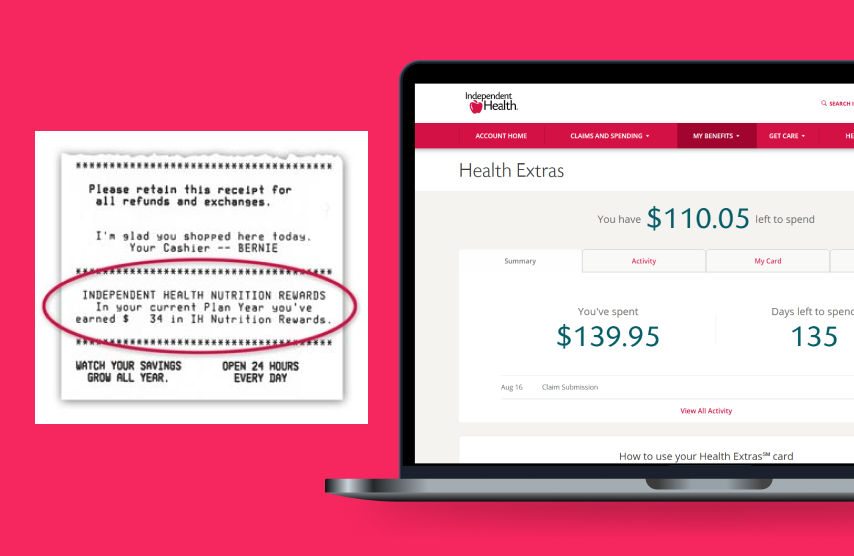 ********************************
Please retain this receipt for
all refunds and exchanges.
I'm glad you shopped here today.
Your Cashier -- BERNIE
********************************
INDEPENDENT HEALTH NUTRITION REWARDS
In your current Plan Year you've
earned $ 34 in IH Nutrition Rewards.
********************************
WATCH YOUR SAVINGS OPEN 24 HOURS
GROW ALL YEAR. EVERY DAY
Independent
Health.
SEARCH
ACCOUNT HOME CLAIMS AND SPENDING MY BENEFITS GET CARE
Health Extras
You have $110.05 left to spend
Summary Activity My Card
You've spent Days left to spend
$139.95 135
Aug 16 Claim Submission
View All Activity
How to use your Health Extras℠ card